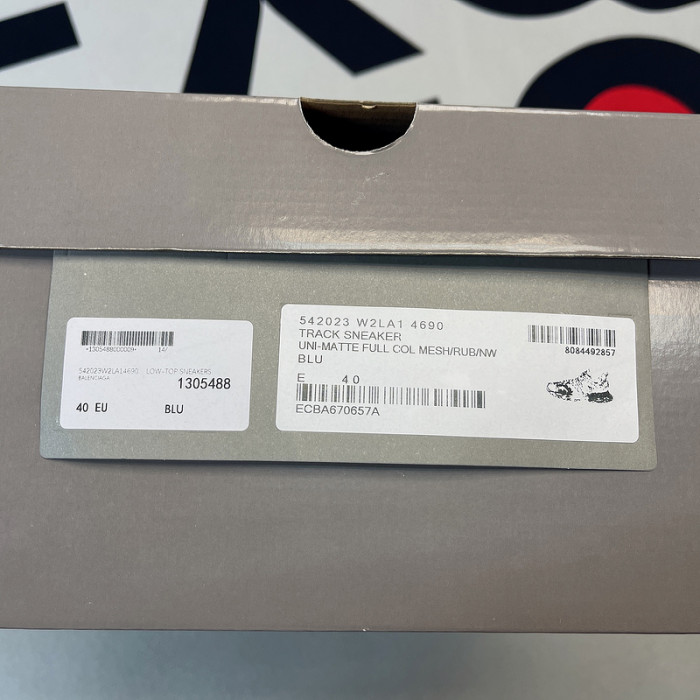 -1305488000009- 14/
542023W2LA14690 LOW-TOP SNEAKERS
BALENCIAGA
1305488
40 EU BLU
542023 W2LA1 4690
TRACK SNEAKER
UNI-MATTE FULL COL MESH/RUB/NW
BLU
E 40
ECBA670657A
8084492857